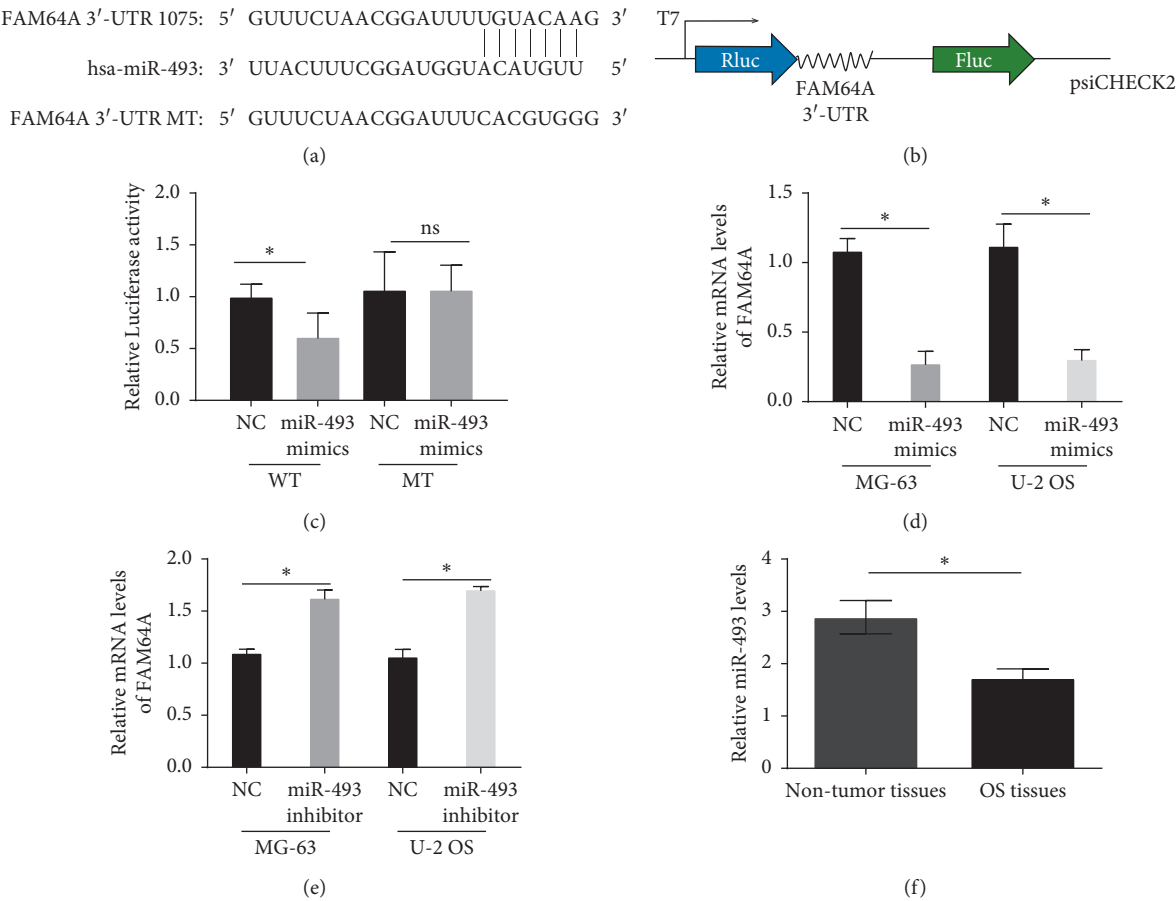 FAM64A 3′-UTR 1075: 5′ GUUUCUAACGGAUUUUGUACAAG 3′
hsa-miR-493: 3′ UUACUUUCGGAUGGUACAUGUU 5′
FAM64A 3′-UTR MT: 5′ GUUUCUAACGGAUUUCACGUGGG 3′
(a)
T7
Rluc
Fluc
FAM64A
3′-UTR
psiCHECK2
(b)
Relative Luciferase activity
2.0
1.5
1.0
0.5
0.0
*
ns
NC miR-493 mimics NC miR-493 mimics
WT MT
(c)
Relative mRNA levels
of FAM64A
1.5
1.0
0.5
0.0
*
*
NC miR-493 mimics NC miR-493 mimics
MG-63 U-2 OS
(d)
Relative mRNA levels
of FAM64A
2.0
1.5
1.0
0.5
0.0
*
*
NC miR-493 inhibitor NC miR-493 inhibitor
MG-63 U-2 OS
(e)
Relative miR-493 levels
4
3
2
1
0
*
Non-tumor tissues OS tissues
(f)